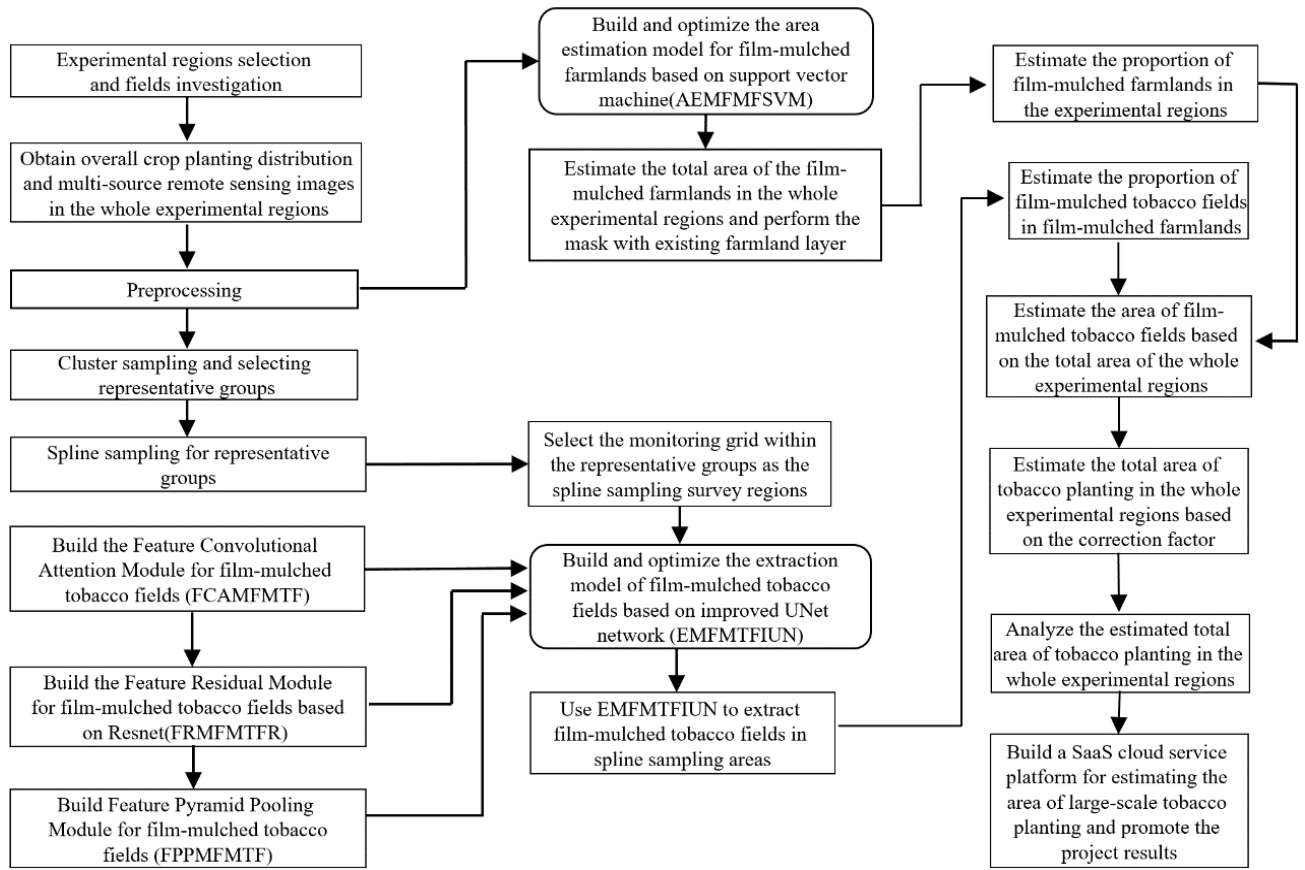 Experimental regions selection
and fields investigation
Obtain overall crop planting distribution
and multi-source remote sensing images
in the whole experimental regions
Preprocessing
Cluster sampling and selecting
representative groups
Spline sampling for representative
groups
Build the Feature Convolutional
Attention Module for film-mulched
tobacco fields (FCAMFMTF)
Build the Feature Residual Module
for film-mulched tobacco fields based
on Resnet(FRMFMTFR)
Build Feature Pyramid Pooling
Module for film-mulched tobacco
fields (FPPMFMTF)
Build and optimize the area
estimation model for film-mulched
farmlands based on support vector
machine(AEMFMFSVM)
Estimate the total area of the film-
mulched farmlands in the whole
experimental regions and perform the
mask with existing farmland layer
Select the monitoring grid within
the representative groups as the
spline sampling survey regions
Build and optimize the extraction
model of film-mulched tobacco
fields based on improved UNet
network (EMFMTFIUN)
Use EMFMTFIUN to extract
film-mulched tobacco fields in
spline sampling areas
Estimate the proportion of
film-mulched farmlands in
the experimental regions
Estimate the proportion of
film-mulched tobacco fields
in film-mulched farmlands
Estimate the area of film-
mulched tobacco fields based
on the total area of the whole
experimental regions
Estimate the total area of
tobacco planting in the whole
experimental regions based
on the correction factor
Analyze the estimated total
area of tobacco planting in the
whole experimental regions
Build a SaaS cloud service
platform for estimating the
area of large-scale tobacco
planting and promote the
project results